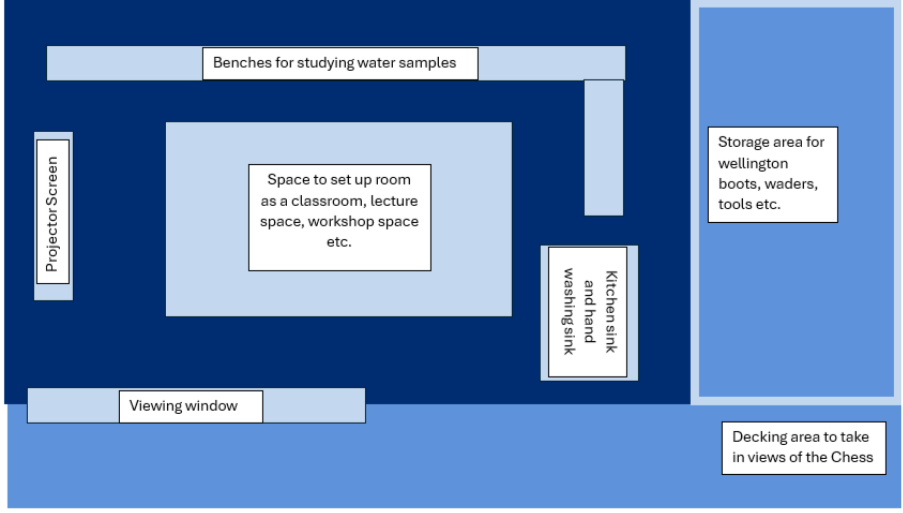 Benches for studying water samples
Projector Screen
Space to set up room
as a classroom, lecture
space, workshop space
etc.
Storage area for
wellington
boots, waders,
tools etc.
Kitchen sink
and hand
washing sink
Viewing window
Decking area to take
in views of the Chess